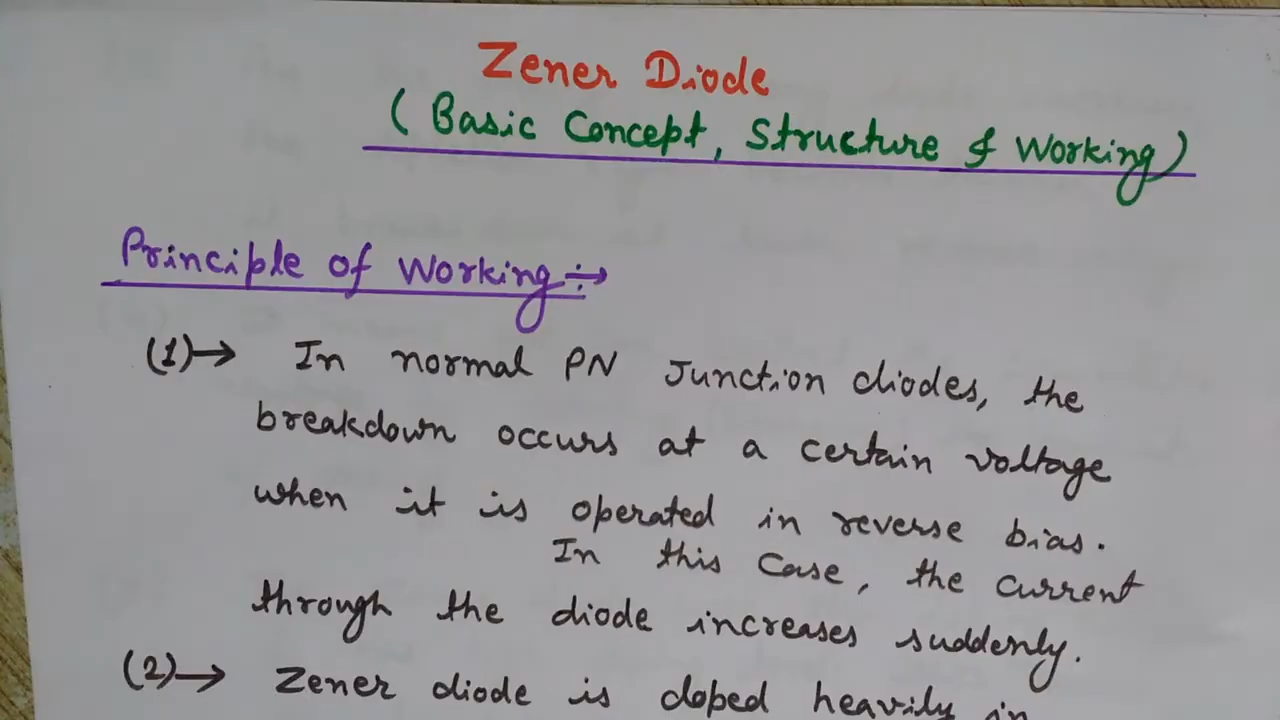 Zener Diode
( Basic Concept, Structure & Working )
Principle of Working :→
(1)→ In normal PN Junction diodes, the
breakdown occurs at a certain voltage
when it is operated in reverse bias.
In this Case, the current
through the diode increases suddenly.
(2)→ Zener diode is doped heavily in